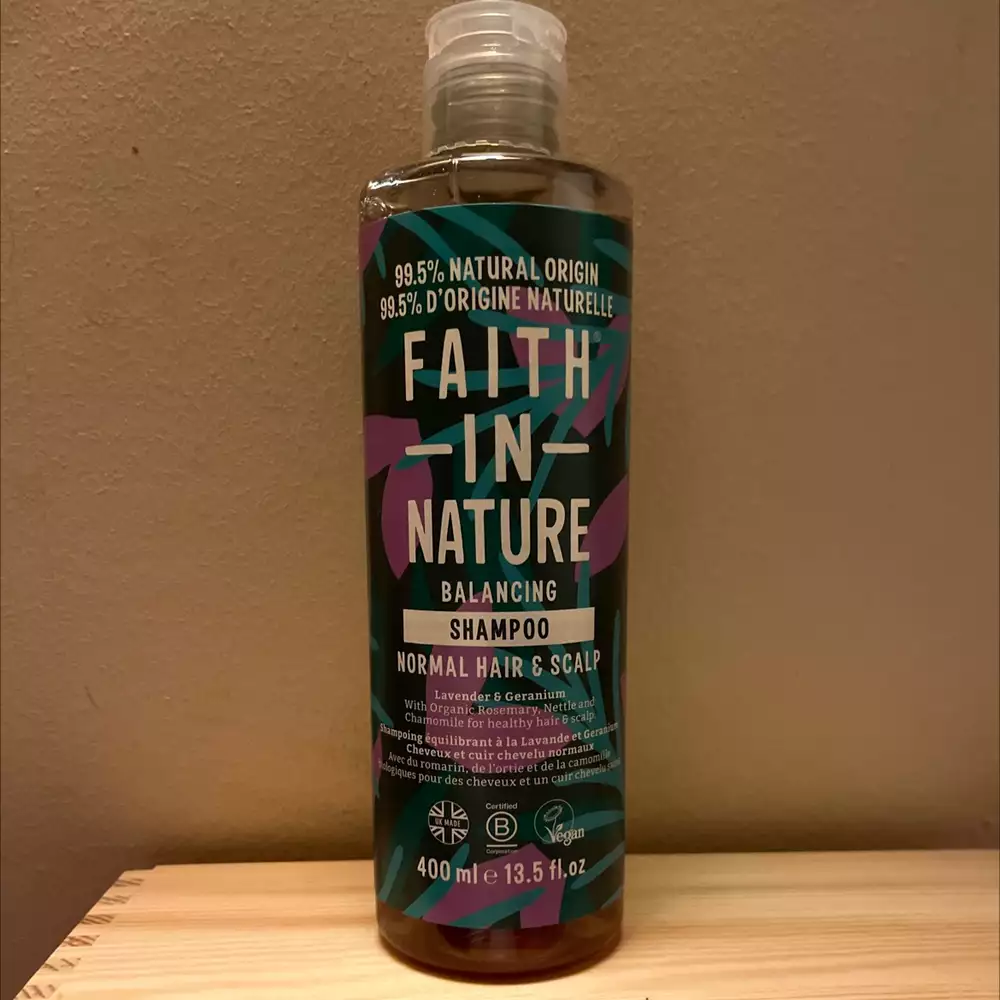 99.5% NATURAL ORIGIN
99.5% D'ORIGINE NATURELLE
FAITH®
-IN-
NATURE
BALANCING
SHAMPOO
NORMAL HAIR & SCALP
Lavender & Geranium
With Organic Rosemary, Nettle and
Chamomile for healthy hair & scalp.
Shampoing équilibrant à la Lavande et Geranium
Cheveux et cuir chevelu normaux
Avec du romarin, de l'ortie et de la camomille
pour des cheveux et un cuir chevelu
UK MADE
Certified
B
Corporation
Vegan
400 ml e 13.5 fl.oz